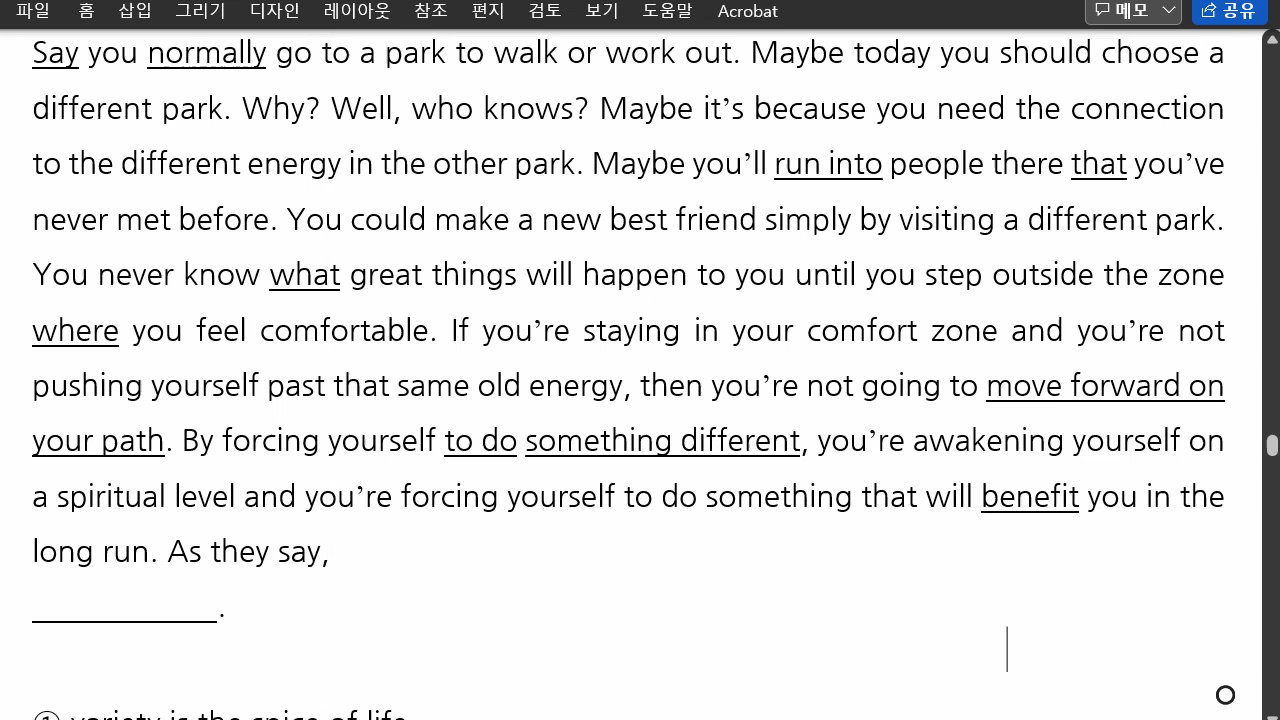 파일 홈 삽입 그리기 디자인 레이아웃 참조 편지 검토 보기 도움말 Acrobat 메모 공유
Say you normally go to a park to walk or work out. Maybe today you should choose a
different park. Why? Well, who knows? Maybe it’s because you need the connection
to the different energy in the other park. Maybe you’ll run into people there that you’ve
never met before. You could make a new best friend simply by visiting a different park.
You never know what great things will happen to you until you step outside the zone
where you feel comfortable. If you’re staying in your comfort zone and you’re not
pushing yourself past that same old energy, then you’re not going to move forward on
your path. By forcing yourself to do something different, you’re awakening yourself on
a spiritual level and you’re forcing yourself to do something that will benefit you in the
long run. As they say,
____________.
① variety is the spice of life